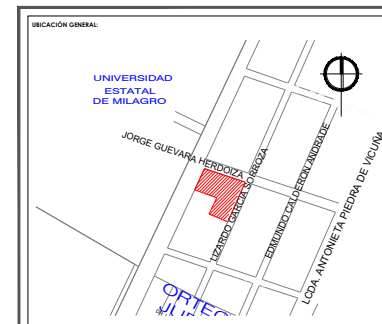 UBICACIÓN GENERAL:
UNIVERSIDAD
ESTATAL
DE MILAGRO
JORGE GUEVARA HERDOIZA
LIZARDO GARCIA SORROZA
EDMUNDO CALDERON ANDRADE
LCDA. ANTONIETA PIEDRA DE VICUÑA